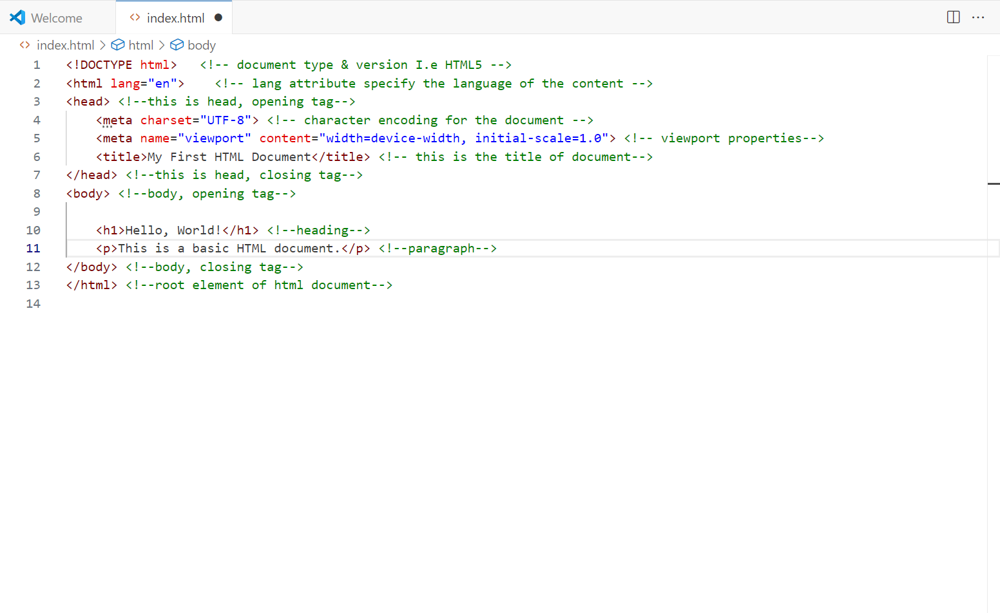 Welcome
index.html
index.html > html > body
1 <!DOCTYPE html>   <!-- document type & version I.e HTML5 -->
2 <html lang="en">    <!-- lang attribute specify the language of the content -->
3 <head> <!--this is head, opening tag-->
4     <meta charset="UTF-8"> <!-- character encoding for the document -->
5     <meta name="viewport" content="width=device-width, initial-scale=1.0"> <!-- viewport properties-->
6     <title>My First HTML Document</title> <!-- this is the title of document-->
7 </head> <!--this is head, closing tag-->
8 <body> <!--body, opening tag-->
9
10     <h1>Hello, World!</h1> <!--heading-->
11     <p>This is a basic HTML document.</p> <!--paragraph-->
12 </body> <!--body, closing tag-->
13 </html> <!--root element of html document-->
14